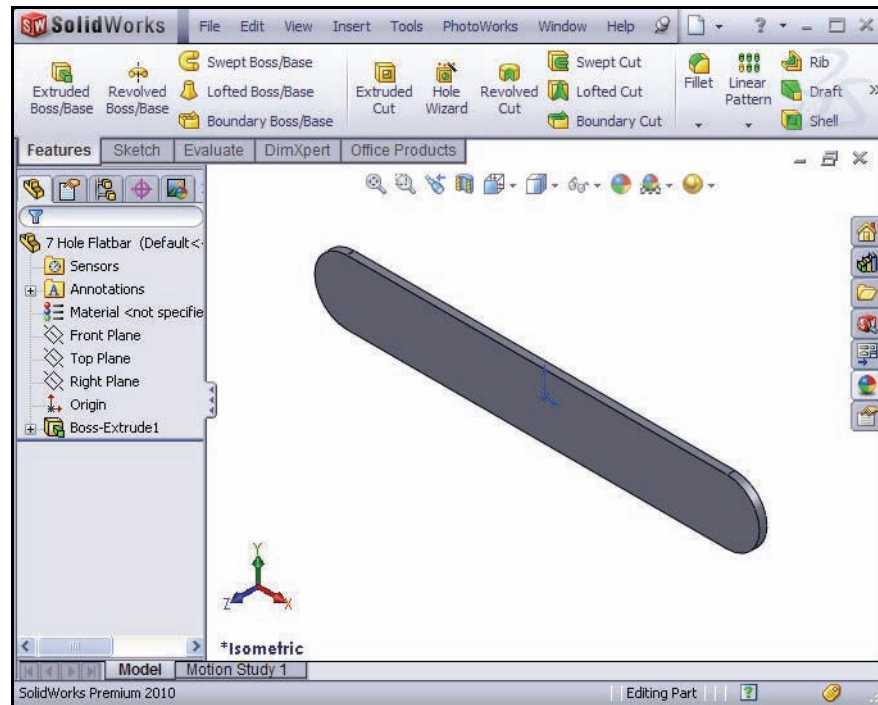 SW SolidWorks File Edit View Insert Tools PhotoWorks Window Help ?
Extruded Boss/Base
Revolved Boss/Base
Swept Boss/Base
Lofted Boss/Base
Boundary Boss/Base
Extruded Cut
Hole Wizard
Revolved Cut
Swept Cut
Lofted Cut
Boundary Cut
Fillet
Linear Pattern
Rib
Draft
Shell
Features Sketch Evaluate DimXpert Office Products
7 Hole Flatbar (Default<
Sensors
A Annotations
Material <not specifie
Front Plane
Top Plane
Right Plane
Origin
Boss-Extrude1
Y
Z X
*Isometric
Model Motion Study 1
SolidWorks Premium 2010 Editing Part ?